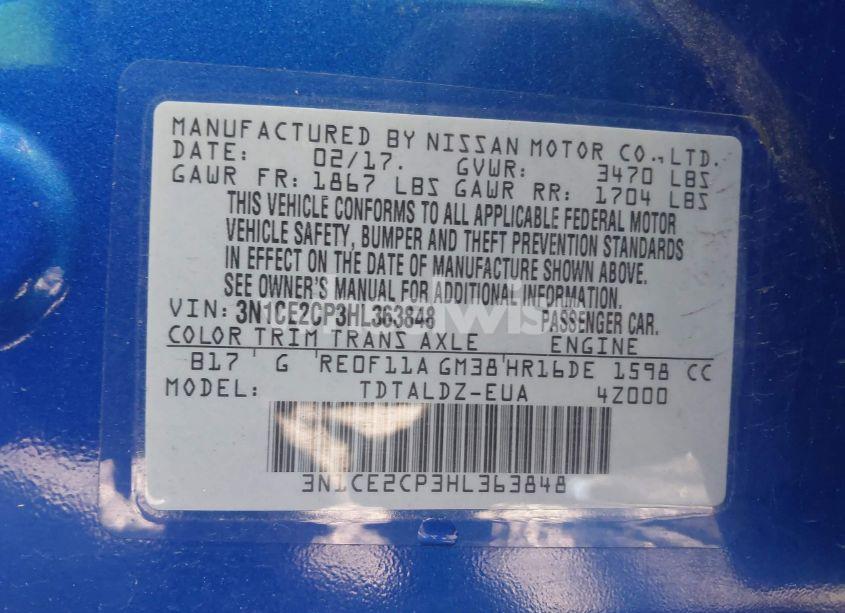 MANUFACTURED BY NISSAN MOTOR CO.,LTD.
DATE: 02/17. GVWR: 3470 LBS
GAWR FR: 1867 LBS GAWR RR: 1704 LBS
THIS VEHICLE CONFORMS TO ALL APPLICABLE FEDERAL MOTOR
VEHICLE SAFETY, BUMPER AND THEFT PREVENTION STANDARDS
IN EFFECT ON THE DATE OF MANUFACTURE SHOWN ABOVE.
SEE OWNER'S MANUAL FOR ADDITIONAL INFORMATION.
VIN: 3N1CE2CP3HL363848 PASSENGER CAR.
COLOR TRIM TRANS AXLE ENGINE
B17 G RE0F11A GM38 HR16DE 1598 CC
MODEL: TDTALDZ-EUA 4Z000
3N1CE2CP3HL363848